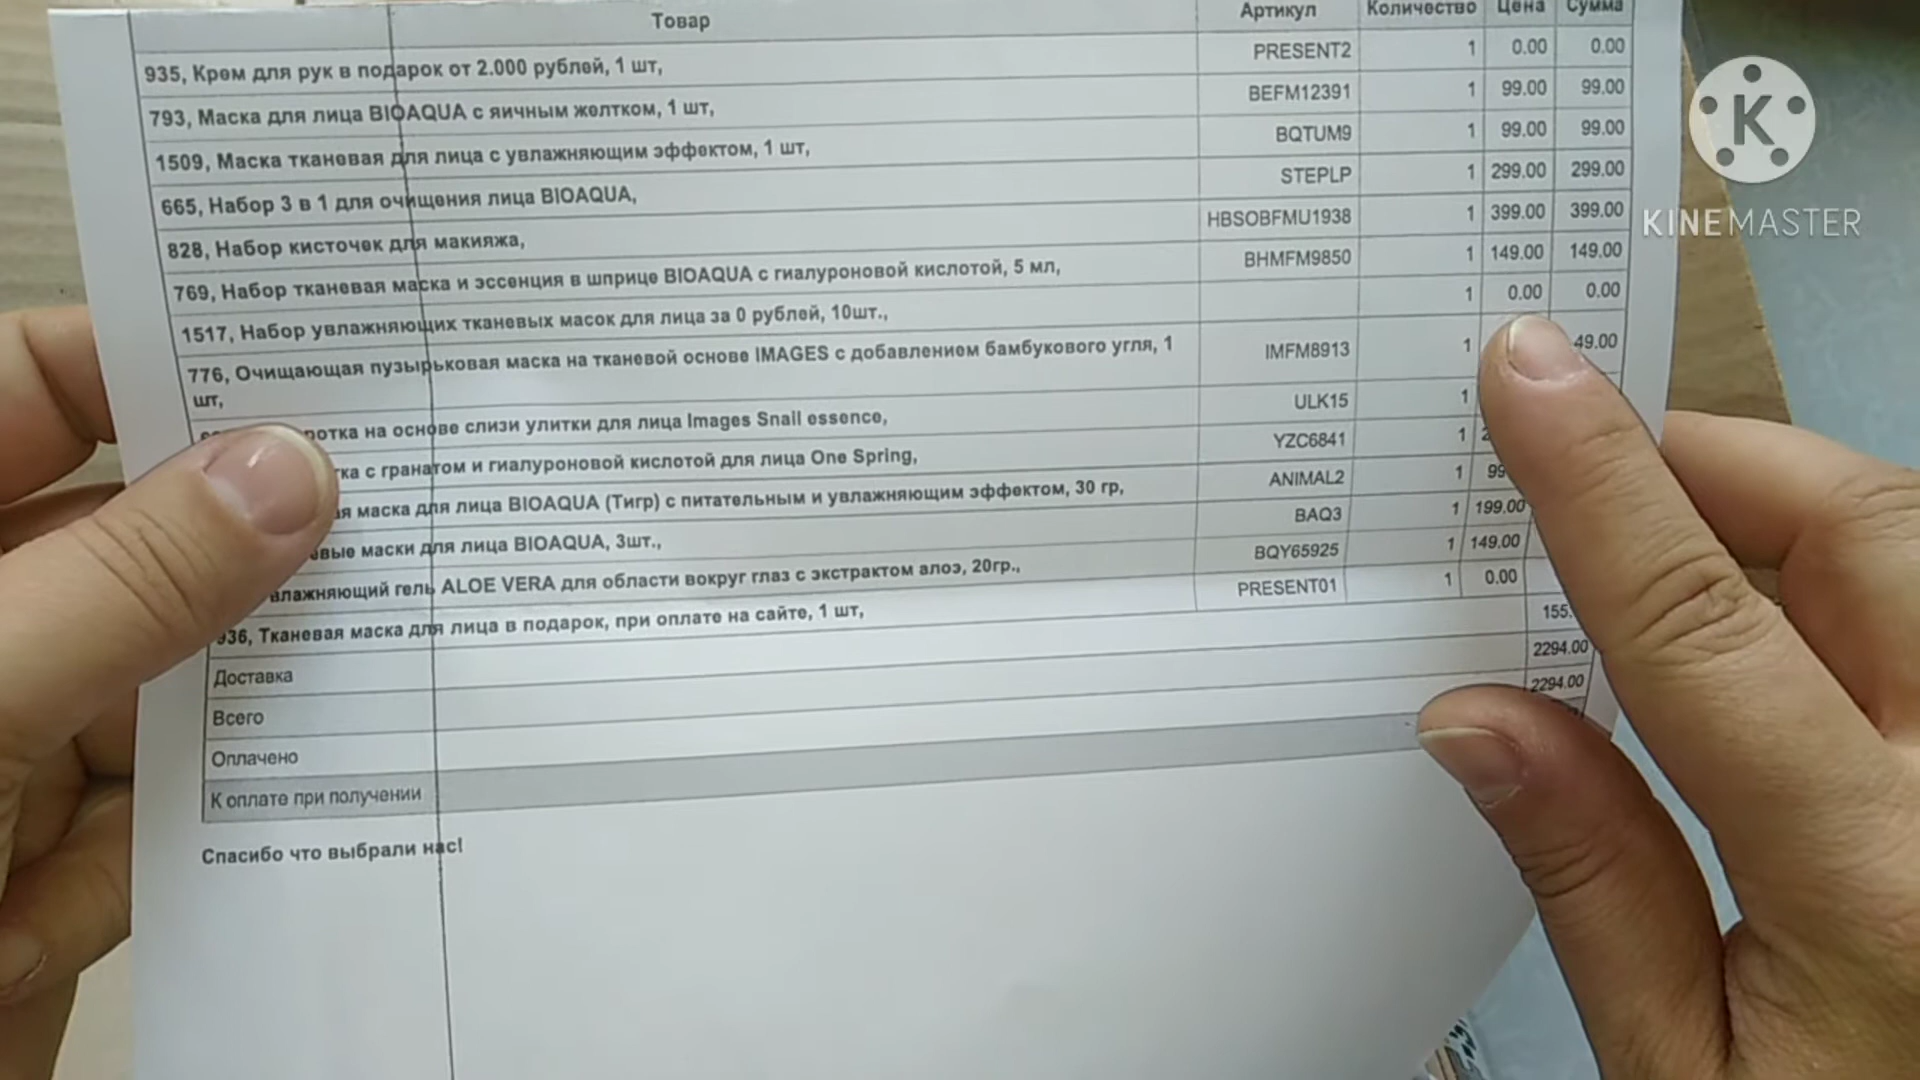 Товар Артикул Количество Цена Сумма
935, Крем для рук в подарок от 2.000 рублей, 1 шт, PRESENT2 1 0.00 0.00
793, Маска для лица BIOAQUA с яичным желтком, 1 шт, BEFM12391 1 99.00 99.00
1509, Маска тканевая для лица с увлажняющим эффектом, 1 шт, BQTUM9 1 99.00 99.00
665, Набор 3 в 1 для очищения лица BIOAQUA, STEPLP 1 299.00 299.00
828, Набор кисточек для макияжа, HBSOBFMU1938 1 399.00 399.00
769, Набор тканевая маска и эссенция в шприце BIOAQUA с гиалуроновой кислотой, 5 мл, BHMFM9850 1 149.00 149.00
1517, Набор увлажняющих тканевых масок для лица за 0 рублей, 10шт., 1 0.00 0.00
776, Очищающая пузырьковая маска на тканевой основе IMAGES с добавлением бамбукового угля, 1 IMFM8913 1 49.00
шт,
на основе слизи улитки для лица Images Snail essence, ULK15 1
с гранатом и гиалуроновой кислотой для лица One Spring, YZC6841 1
маска для лица BIOAQUA (Тигр) с питательным и увлажняющим эффектом, 30 гр, ANIMAL2 1 99
маски для лица BIOAQUA, 3шт., BAQ3 1 199.00
гель ALOE VERA для области вокруг глаз с экстрактом алоэ, 20гр., BQY65925 1 149.00
936, Тканевая маска для лица в подарок, при оплате на сайте, 1 шт, PRESENT01 1 0.00
Доставка 155.
Всего 2294.00
Оплачено 2294.00
К оплате при получении
Спасибо что выбрали нас!
K
KINEMASTER